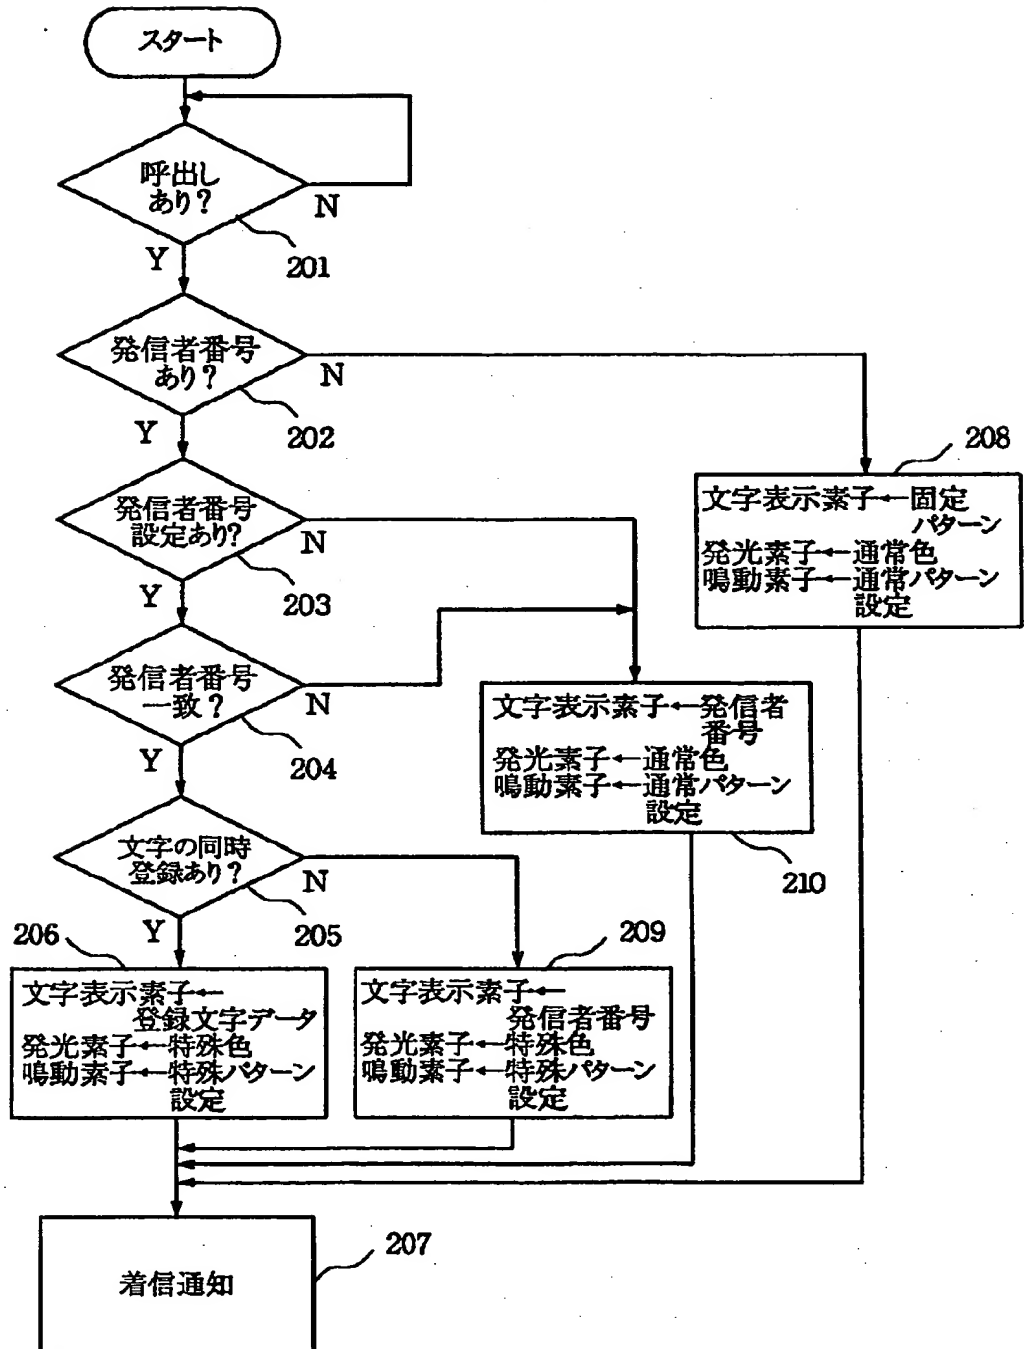 スタート
呼出し
あり?
N
Y
201
発信者番号
あり?
N
Y
202
発信者番号
設定あり?
N
Y
203
発信者番号
一致?
N
Y
204
文字の同時
登録あり?
N
Y
205
206
文字表示素子←
登録文字データ
発光素子←特殊色
鳴動素子←特殊パターン
設定
209
文字表示素子←
発信者番号
発光素子←特殊色
鳴動素子←特殊パターン
設定
208
文字表示素子←固定
パターン
発光素子←通常色
鳴動素子←通常パターン
設定
文字表示素子←発信者
番号
発光素子←通常色
鳴動素子←通常パターン
設定
210
着信通知
207